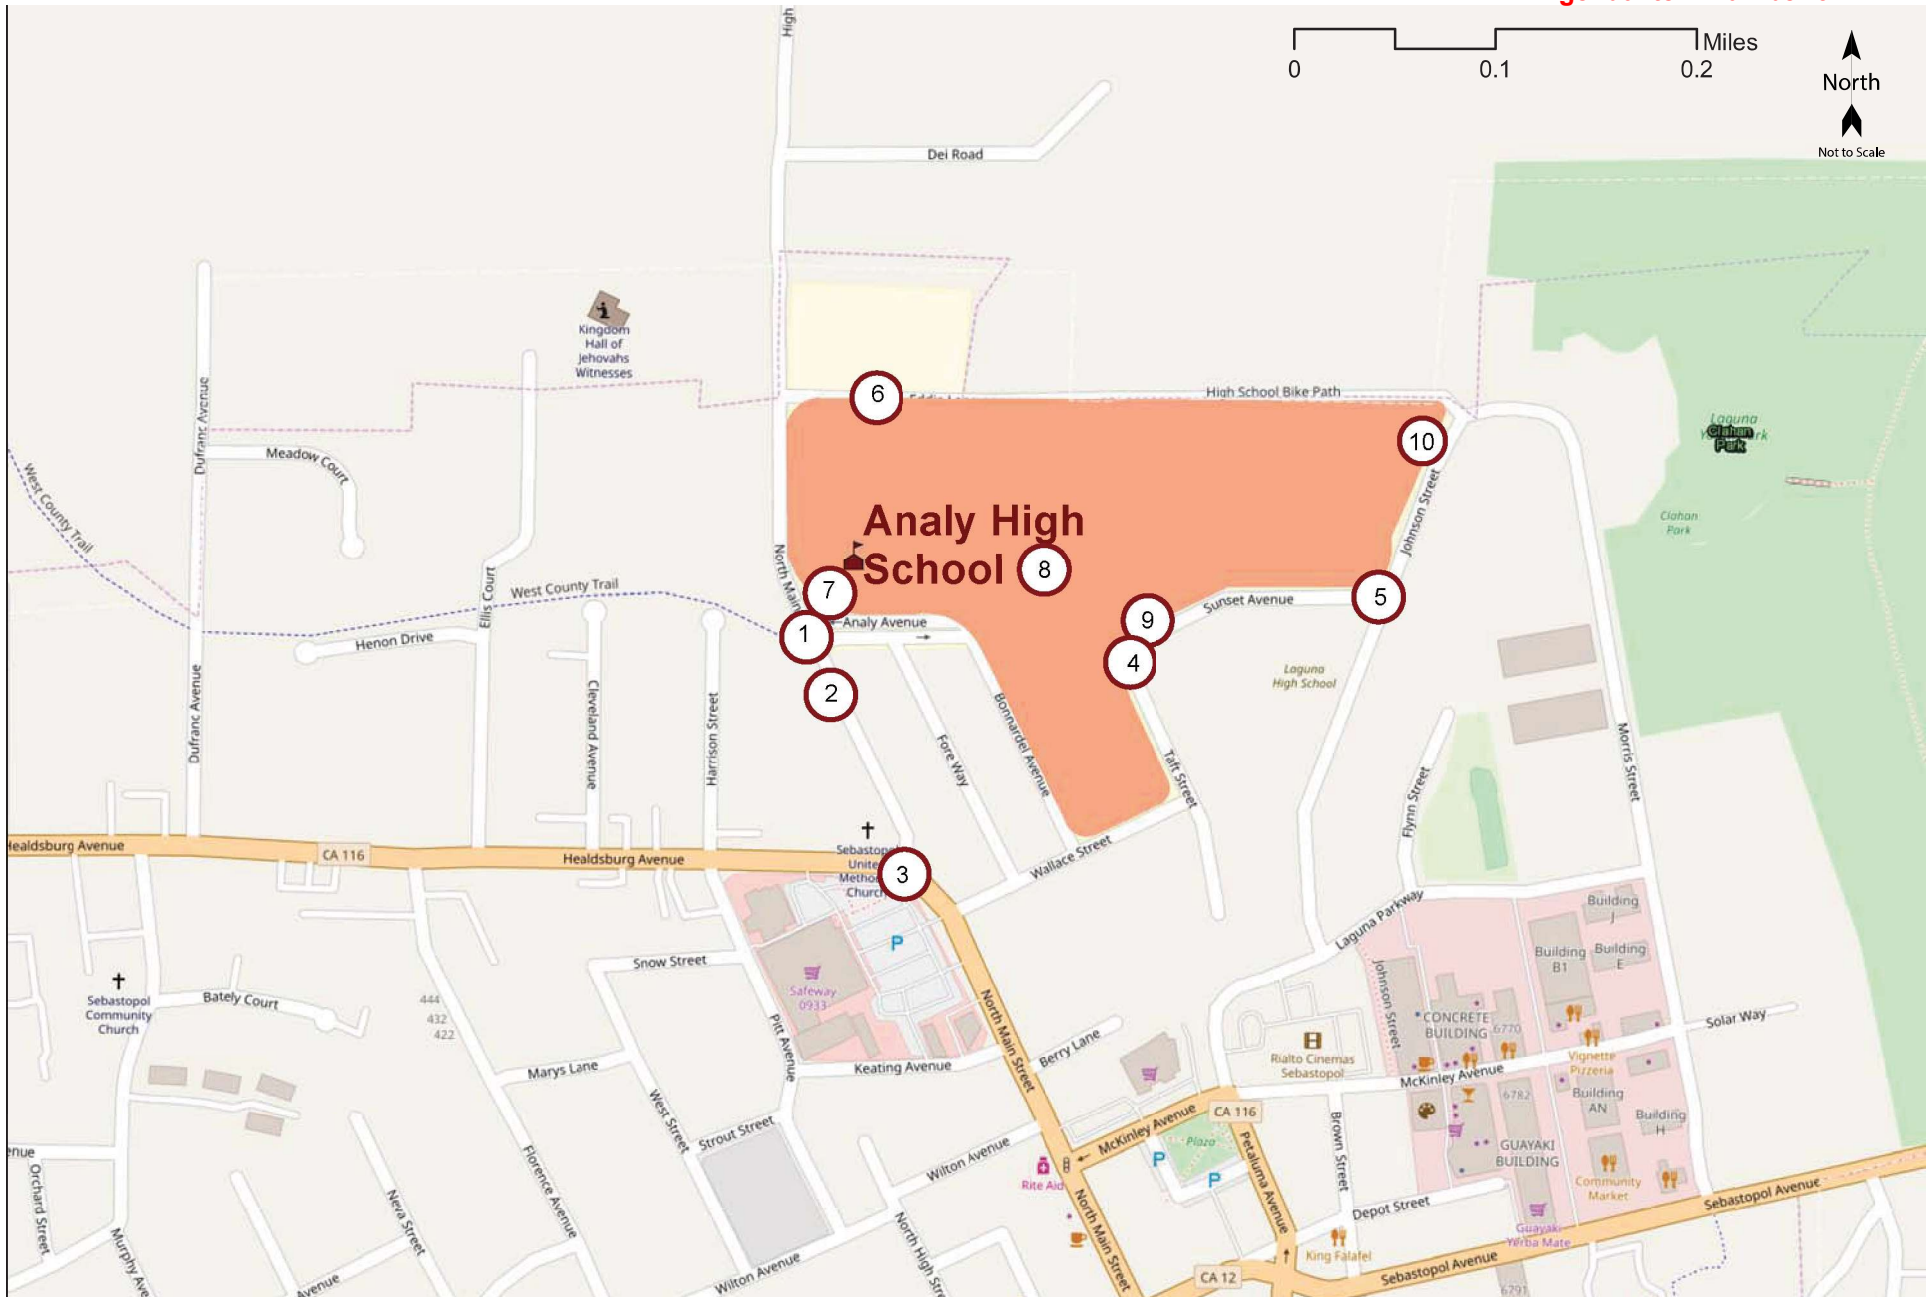 Miles
0
0.1
0.2
North
Not to Scale
High
Dei Road
Kingdom
Hall of
Jehovahs
Witnesses
Dufranc Avenue
Meadow Court
West County Trail
6
High School Bike Path
10
Laguna
Clahan
Park
Clahan
Park
Johnson Street
Analy High
School
8
7
North Main
Ellis Court
West County Trail
Henon Drive
1
Analy Avenue
9
Sunset Avenue
5
4
2
Laguna
High School
Dufranc Avenue
Cleveland Avenue
Harrison Street
Fore Way
Bonnardel Avenue
Taft Street
Flynn Street
Morris Street
Healdsburg Avenue
CA 116
Healdsburg Avenue
Sebastopol
United
Church
3
Wallace Street
Laguna Parkway
Building
J
Building
B1
Building
E
P
Snow Street
Safeway
0933
Sebastopol
Community
Church
Bately Court
444
432
422
Pitt Avenue
North Main Street
Johnson Street
CONCRETE
BUILDING
6770
Solar Way
Berry Lane
Rialto Cinemas
Sebastopol
Vignette
Pizzeria
Marys Lane
Keating Avenue
McKinley Avenue
West Street
Strout Street
CA 116
McKinley Avenue
Plaza
P
P
6782
Building
AN
Building
H
Brown Street
Petaluma Avenue
GUAYAKI
BUILDING
Wilton Avenue
Rite Aid
Community
Market
Florence Avenue
Orchard Street
Neva Street
North Main Street
Depot Street
Sebastopol Avenue
Guayaki
Yerba Mate
King Falafel
Wilton Avenue
Avenue
CA 12
Sebastopol Avenue
6791